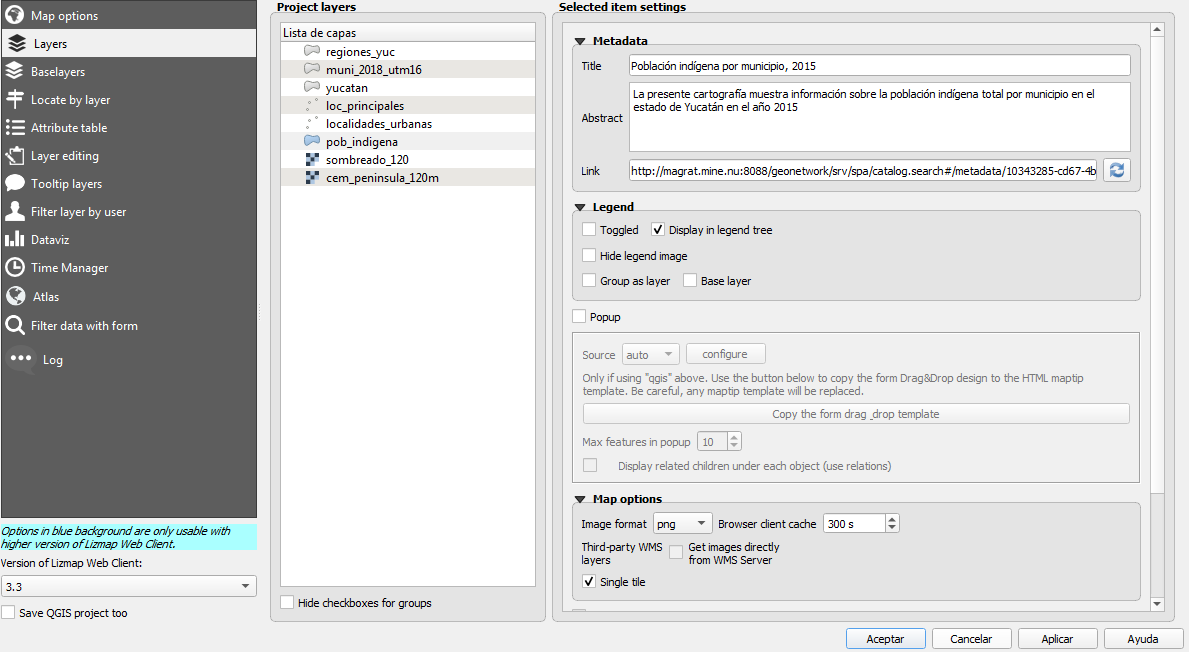 Map options
Layers
Baselayers
Locate by layer
Attribute table
Layer editing
Tooltip layers
Filter layer by user
Dataviz
Time Manager
Atlas
Filter data with form
Log
Options in blue background are only usable with
higher version of Lizmap Web Client.
Version of Lizmap Web Client:
3.3
Save QGIS project too
Project layers
Lista de capas
regiones_yuc
muni_2018_utm16
yucatan
loc_principales
localidades_urbanas
pob_indigena
sombreado_120
cem_peninsula_120m
Hide checkboxes for groups
Selected item settings
Metadata
Title
Población indígena por municipio, 2015
Abstract
La presente cartografía muestra información sobre la población indígena total por municipio en el
estado de Yucatán en el año 2015
Link
http://magrat.mine.nu:8088/geonetwork/srv/spa/catalog.search#/metadata/10343285-cd67-4b
Legend
Toggled Display in legend tree
Hide legend image
Group as layer Base layer
Popup
Source auto configure
Only if using "qgis" above. Use the button below to copy the form Drag&Drop design to the HTML maptip
template. Be careful, any maptip template will be replaced.
Copy the form drag _drop template
Max features in popup 10
Display related children under each object (use relations)
Map options
Image format png Browser client cache 300 s
Third-party WMS
layers
Get images directly
from WMS Server
Single tile
Aceptar Cancelar Aplicar Ayuda